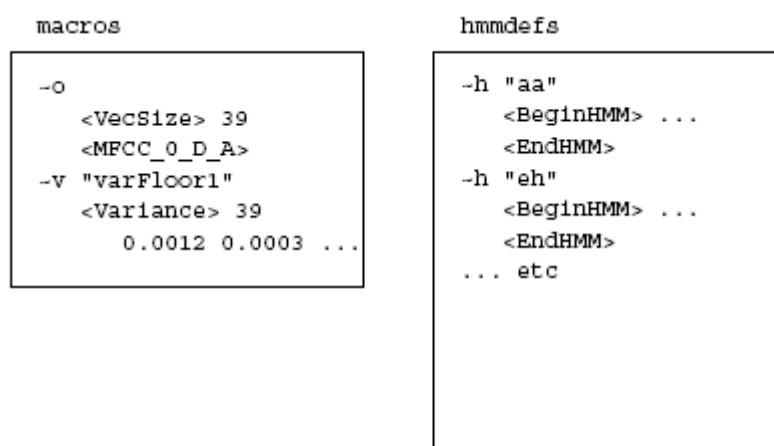 macros
~o
<VecSize> 39
<MFCC_0_D_A>
~v "varFloor1"
<Variance> 39
0.0012 0.0003 ...
hmmdefs
~h "aa"
<BeginHMM> ...
<EndHMM>
~h "eh"
<BeginHMM> ...
<EndHMM>
... etc